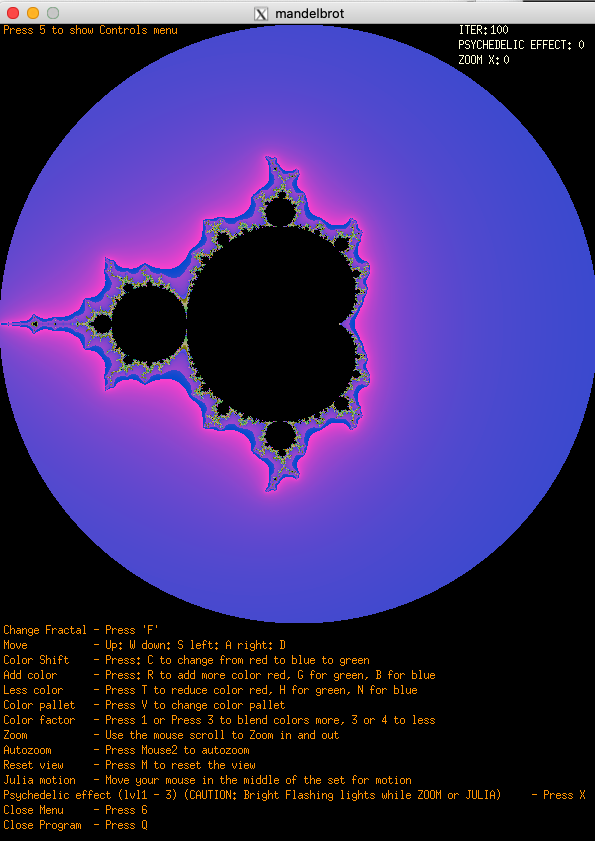 mandelbrot
Press 5 to show Controls menu
ITER:100
PSYCHEDELIC EFFECT: 0
ZOOM X:0
Change Fractal - Press 'F'
Move - Up: W down: S left: A right: D
Color Shift - Press: C to change from red to blue to green
Add color - Press: R to add more color red, G for green, B for blue
Less color - Press T to reduce color red, H for green, N for blue
Color pallet - Press V to change color pallet
Color factor - Press 1 or Press 3 to blend colors more, 3 or 4 to less
Zoom - Use the mouse scroll to Zoom in and out
Autozoom - Press Mouse2 to autozoom
Reset view - Press M to reset the view
Julia motion - Move your mouse in the middle of the set for motion
Psychedelic effect (lvl1 - 3) (CAUTION: Bright Flashing lights while ZOOM or JULIA) - Press X
Close Menu - Press 6
Close Program - Press Q